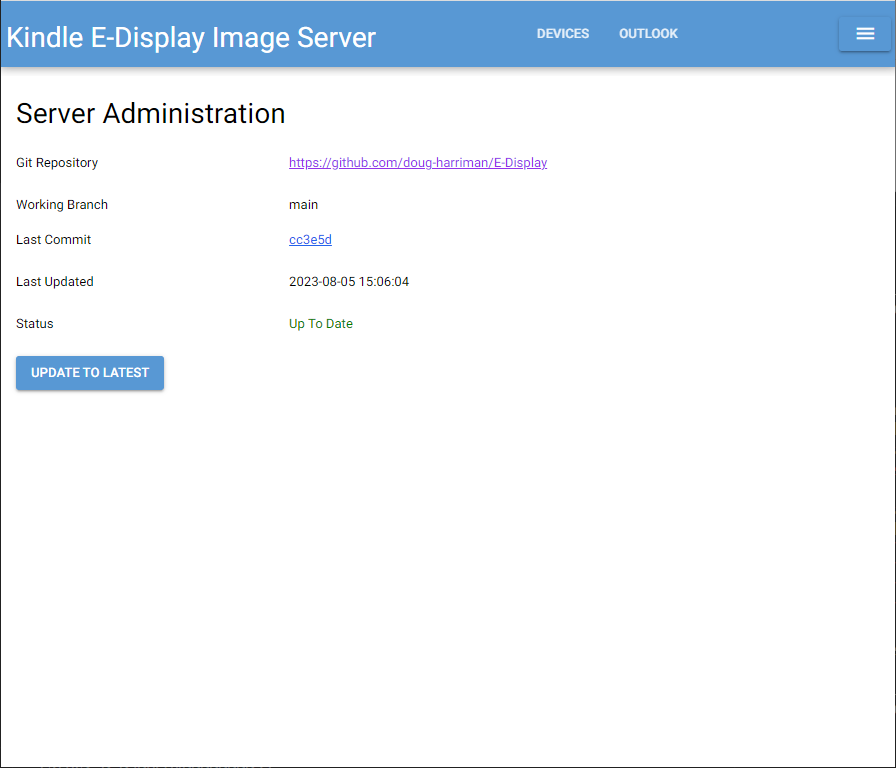 Kindle E-Display Image Server
DEVICES
OUTLOOK
Server Administration
Git Repository
https://github.com/doug-harriman/E-Display
Working Branch
main
Last Commit
cc3e5d
Last Updated
2023-08-05 15:06:04
Status
Up To Date
UPDATE TO LATEST